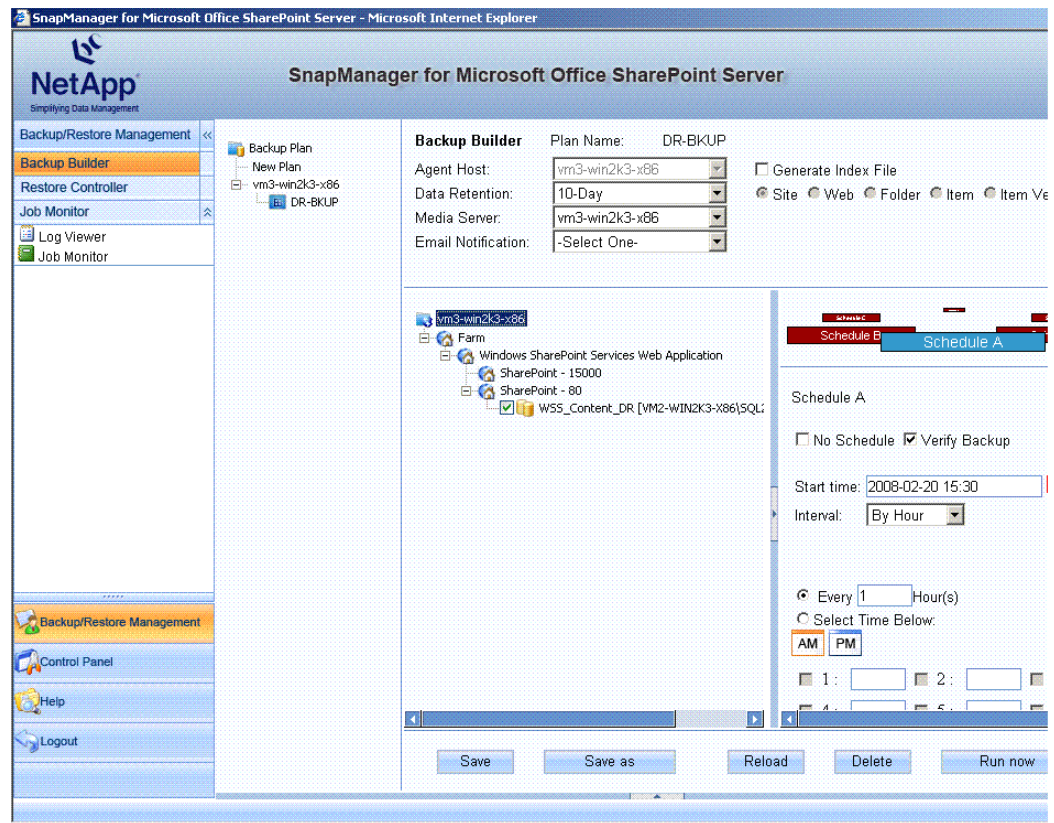 SnapManager for Microsoft Office SharePoint Server - Microsoft Internet Explorer
NetApp
Simplifying Data Management
SnapManager for Microsoft Office SharePoint Server
Backup/Restore Management
Backup Builder
Restore Controller
Job Monitor
Log Viewer
Job Monitor
Backup Plan
New Plan
vm3-win2k3-x86
DR-BKUP
Backup Builder Plan Name: DR-BKUP
Agent Host: vm3-win2k3-x86 Generate Index File
Data Retention: 10-Day Site Web Folder Item Item Ve
Media Server: vm3-win2k3-x86
Email Notification: -Select One-
vm3-win2k3-x86
Farm
Windows SharePoint Services Web Application
SharePoint - 15000
SharePoint - 80
WSS_Content_DR [VM2-WIN2K3-X86\SQL2
Schedule C
Schedule B
Schedule A
Schedule A
No Schedule Verify Backup
Start time: 2008-02-20 15:30
Interval: By Hour
Every 1 Hour(s)
Select Time Below:
AM PM
1 : 2 :
4 : 5 :
Backup/Restore Management
Control Panel
Help
Logout
Save Save as Reload Delete Run now